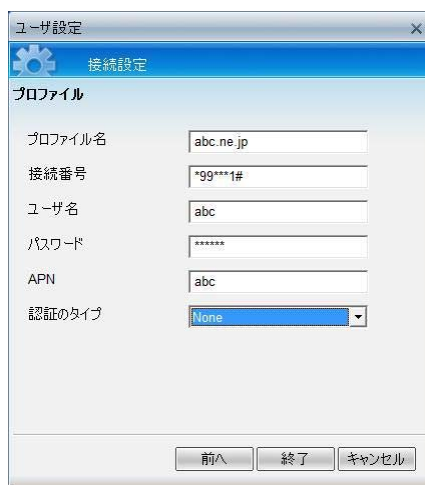 ユーザ設定
接続設定
プロファイル
プロファイル名 abc.ne.jp
接続番号 *99***1#
ユーザ名 abc
パスワード ******
APN abc
認証のタイプ None
前へ 終了 キャンセル